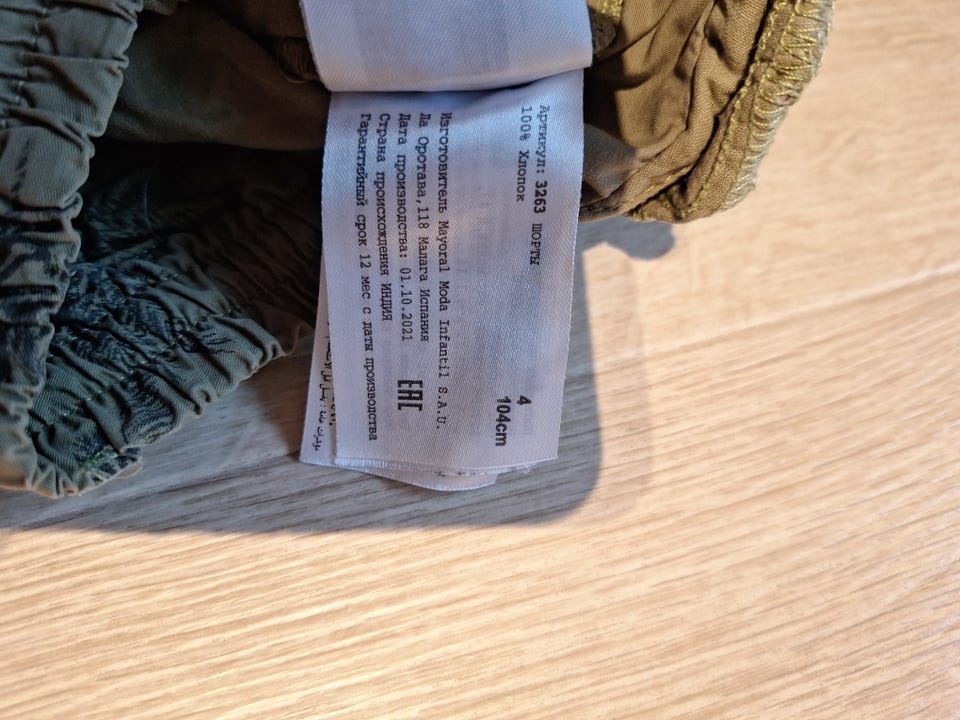 Артикул: 3263 ШОРТЫ
100% Хлопок
4
104cm
Изготовитель Mayoral Moda Infantil S.A.U.
Ла Оротава,118 Малага Испания
Дата производства: 01.10.2021
Страна происхождения ИНДИЯ
Гарантийный срок 12 мес с даты производства
EAC